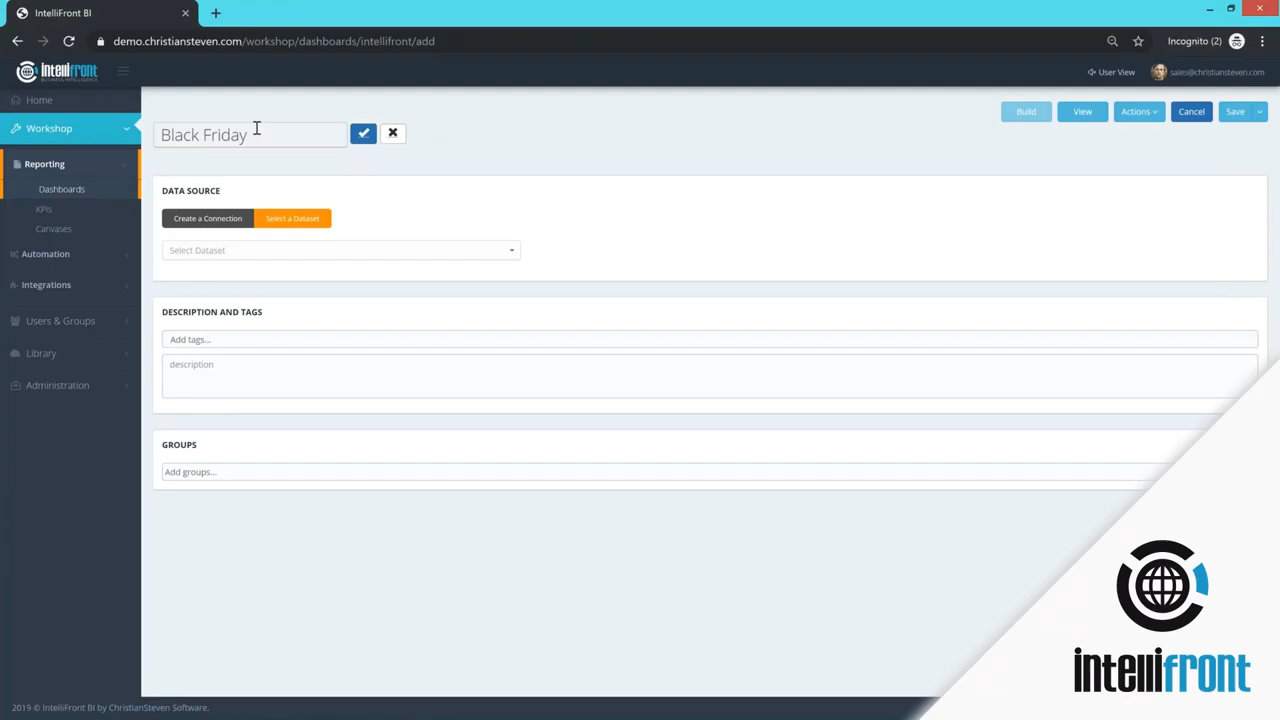 IntelliFront BI
demo.christiansteven.com/workshop/dashboards/intellifront/add
Incognito (2)
intellifront
BUSINESS INTELLIGENCE
User View
sales@christiansteven.com
Home
Workshop
Reporting
Dashboards
KPIs
Canvases
Automation
Integrations
Users & Groups
Library
Administration
Black Friday
Build
View
Actions
Cancel
Save
DATA SOURCE
Create a Connection
Select a Dataset
Select Dataset
DESCRIPTION AND TAGS
Add tags...
description
GROUPS
Add groups...
intellifront
2019 © IntelliFront BI by ChristianSteven Software.